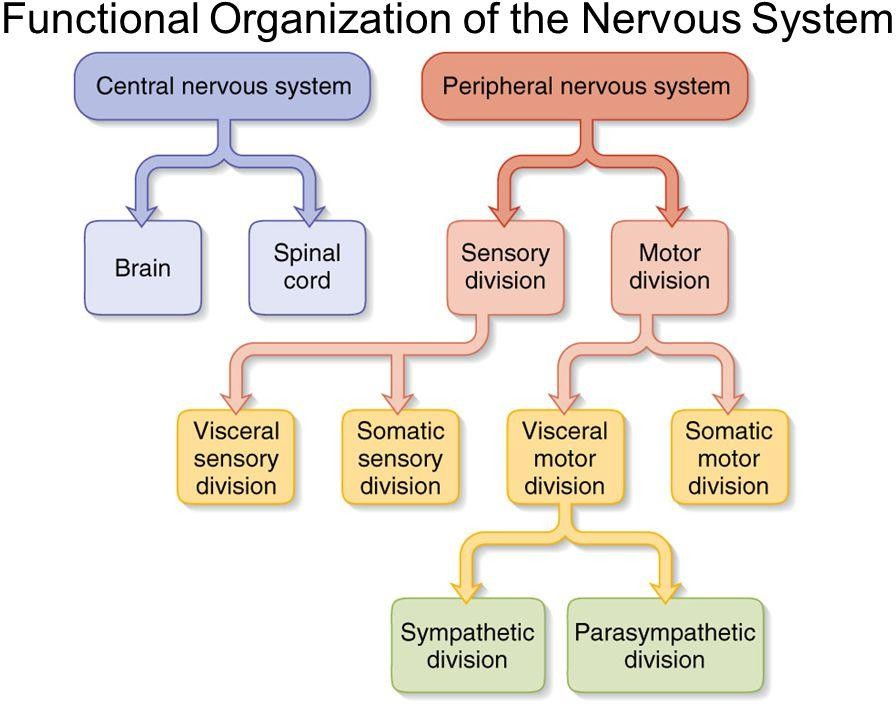 Functional Organization of the Nervous System
Central nervous system
Peripheral nervous system
Brain
Spinal
cord
Sensory
division
Motor
division
Visceral
sensory
division
Somatic
sensory
division
Visceral
motor
division
Somatic
motor
division
Sympathetic
division
Parasympathetic
division